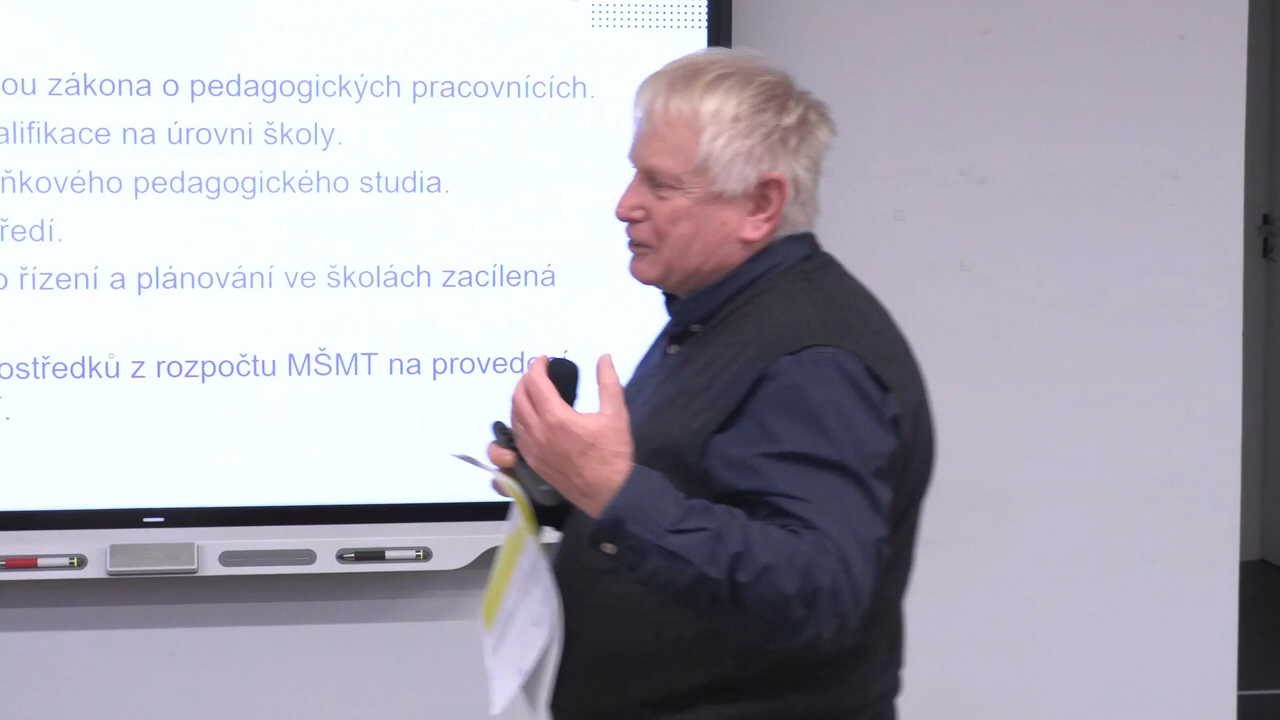 ou zákona o pedagogických pracovnících.
alifikace na úrovni školy.
ňkového pedagogického studia.
ředí.
o řízení a plánování ve školách zacílená
ostředků z rozpočtu MŠMT na provedení